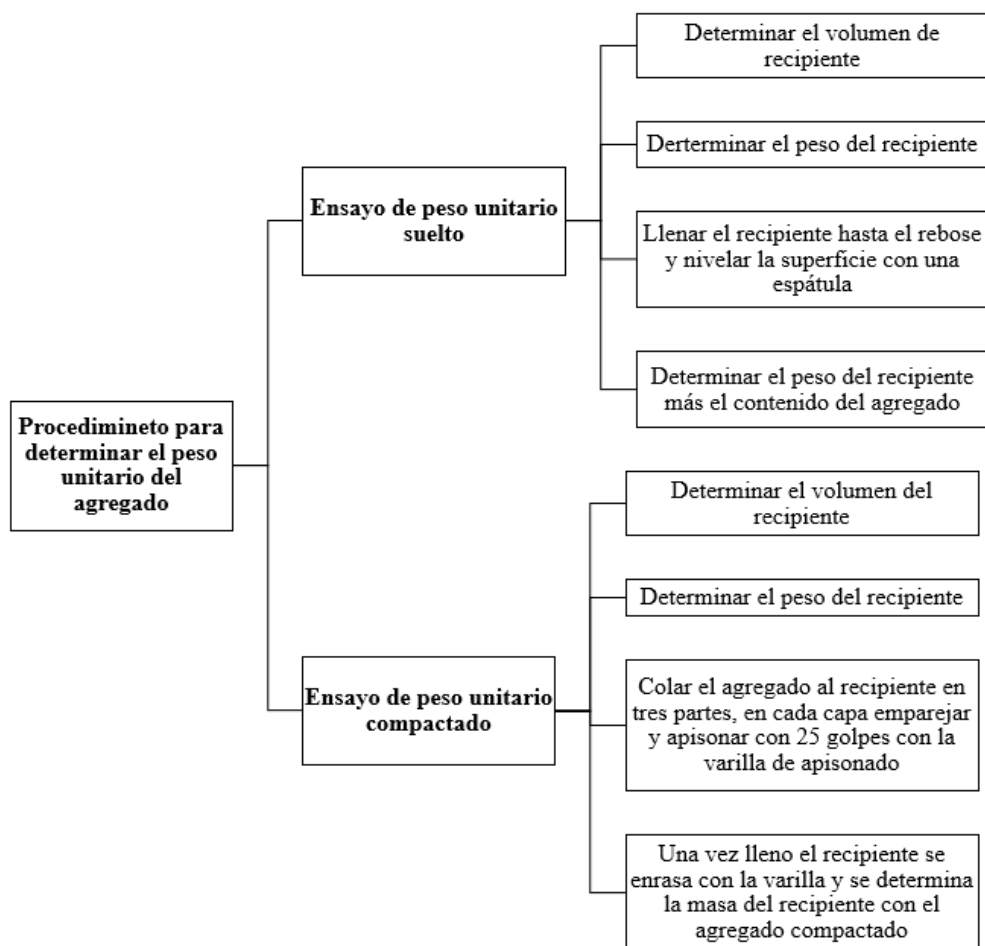 Procedimineto para
determinar el peso
unitario del
agregado
Ensayo de peso unitario
suelto
Determinar el volumen de
recipiente
Derterminar el peso del recipiente
Llenar el recipiente hasta el rebose
y nivelar la superfície con una
espátula
Determinar el peso del recipiente
más el contenido del agregado
Ensayo de peso unitario
compactado
Determinar el volumen del
recipiente
Determinar el peso del recipiente
Colar el agregado al recipiente en
tres partes, en cada capa emparejar
y apisonar con 25 golpes con la
varilla de apisonado
Una vez lleno el recipiente se
enrasa con la varilla y se determina
la masa del recipiente con el
agregado compactado